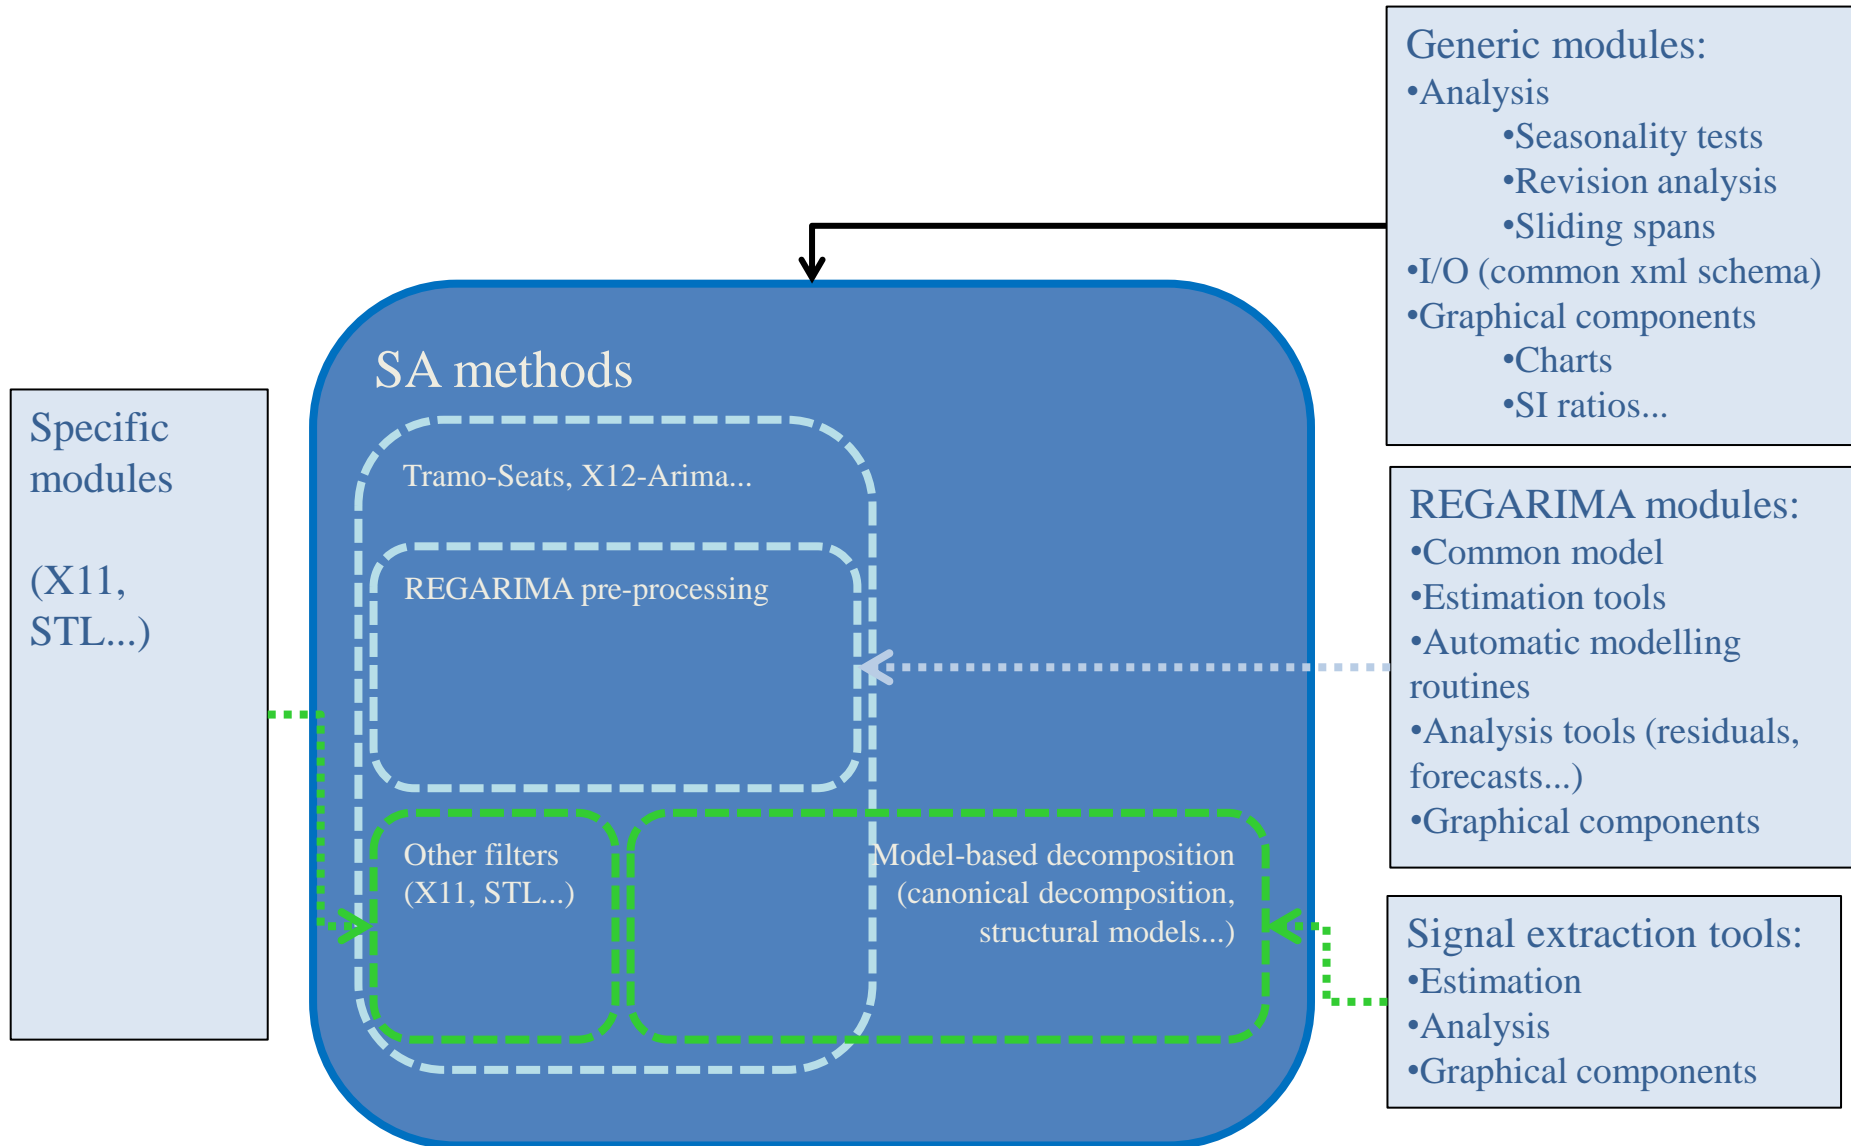 Generic modules:
•Analysis
•Seasonality tests
•Revision analysis
•Sliding spans
•I/O (common xml schema)
•Graphical components
•Charts
•SI ratios...
SA methods
Specific
modules
(X11,
STL...)
Tramo-Seats, X12-Arima...
REGARIMA pre-processing
REGARIMA modules:
•Common model
•Estimation tools
•Automatic modelling
routines
•Analysis tools (residuals,
forecasts...)
•Graphical components
Other filters
(X11, STL...)
Model-based decomposition
(canonical decomposition,
structural models...)
Signal extraction tools:
•Estimation
•Analysis
•Graphical components